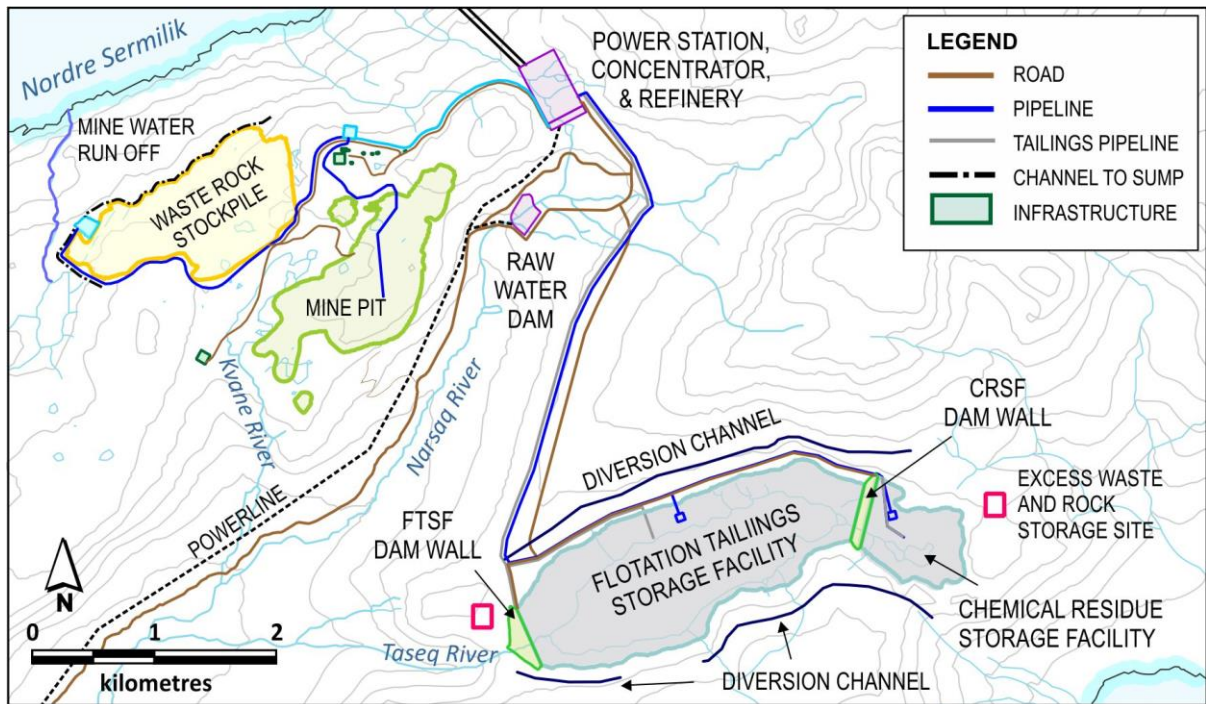 Nordre Sermilik
MINE WATER
RUN OFF
WASTE ROCK
STOCKPILE
MINE PIT
POWER STATION,
CONCENTRATOR,
& REFINERY
RAW
WATER
DAM
Kvane River
Narsaq River
POWERLINE
LEGEND
ROAD
PIPELINE
TAILINGS PIPELINE
CHANNEL TO SUMP
INFRASTRUCTURE
CRSF
DAM WALL
DIVERSION CHANNEL
EXCESS WASTE
AND ROCK
STORAGE SITE
FTSF
DAM WALL
FLOTATION TAILIINGS
STORAGE FACILITY
CHEMICAL RESIDUE
STORAGE FACILITY
Taseq River
DIVERSION CHANNEL
N
0 1 2
kilometres